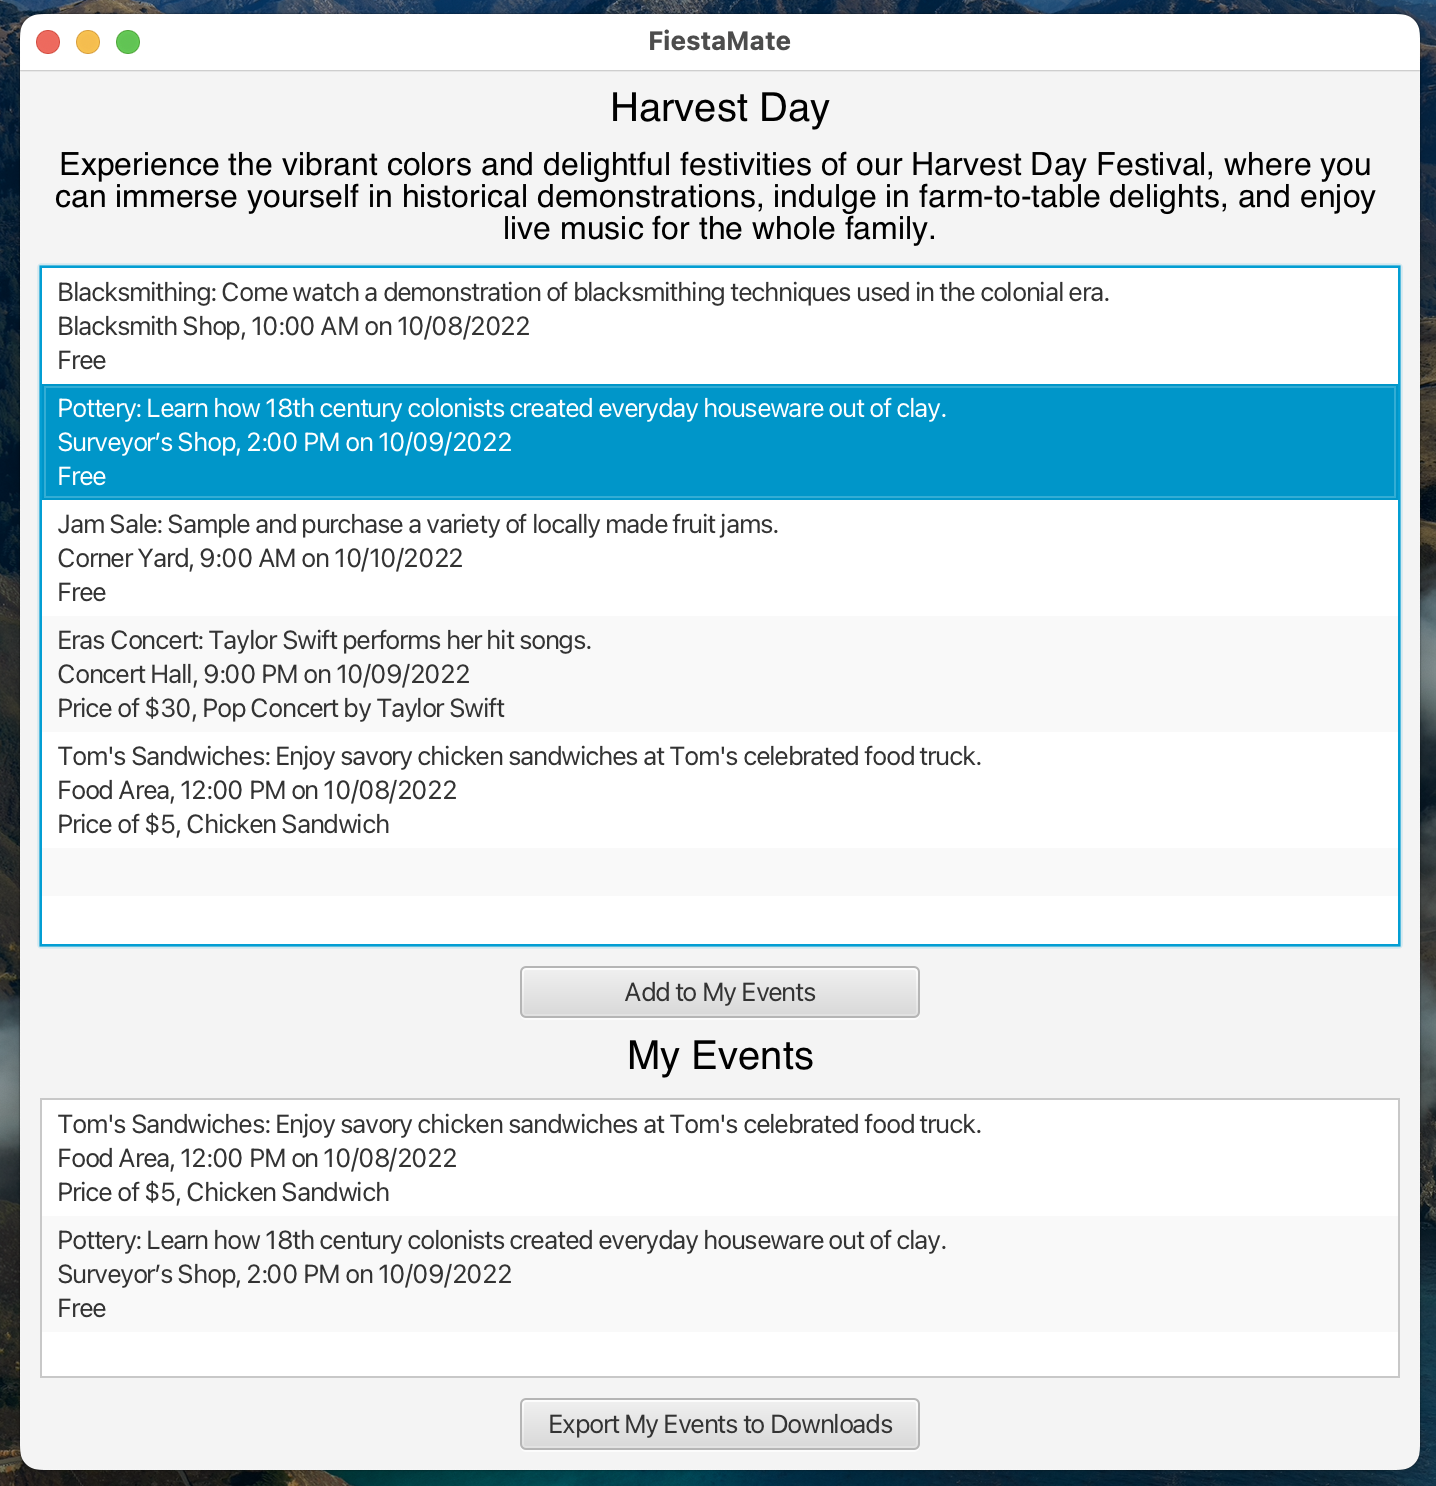 FiestaMate
Harvest Day
Experience the vibrant colors and delightful festivities of our Harvest Day Festival, where you
can immerse yourself in historical demonstrations, indulge in farm-to-table delights, and enjoy
live music for the whole family.
Blacksmithing: Come watch a demonstration of blacksmithing techniques used in the colonial era.
Blacksmith Shop, 10:00 AM on 10/08/2022
Free
Pottery: Learn how 18th century colonists created everyday houseware out of clay.
Surveyor’s Shop, 2:00 PM on 10/09/2022
Free
Jam Sale: Sample and purchase a variety of locally made fruit jams.
Corner Yard, 9:00 AM on 10/10/2022
Free
Eras Concert: Taylor Swift performs her hit songs.
Concert Hall, 9:00 PM on 10/09/2022
Price of $30, Pop Concert by Taylor Swift
Tom's Sandwiches: Enjoy savory chicken sandwiches at Tom's celebrated food truck.
Food Area, 12:00 PM on 10/08/2022
Price of $5, Chicken Sandwich
Add to My Events
My Events
Tom's Sandwiches: Enjoy savory chicken sandwiches at Tom's celebrated food truck.
Food Area, 12:00 PM on 10/08/2022
Price of $5, Chicken Sandwich
Pottery: Learn how 18th century colonists created everyday houseware out of clay.
Surveyor’s Shop, 2:00 PM on 10/09/2022
Free
Export My Events to Downloads